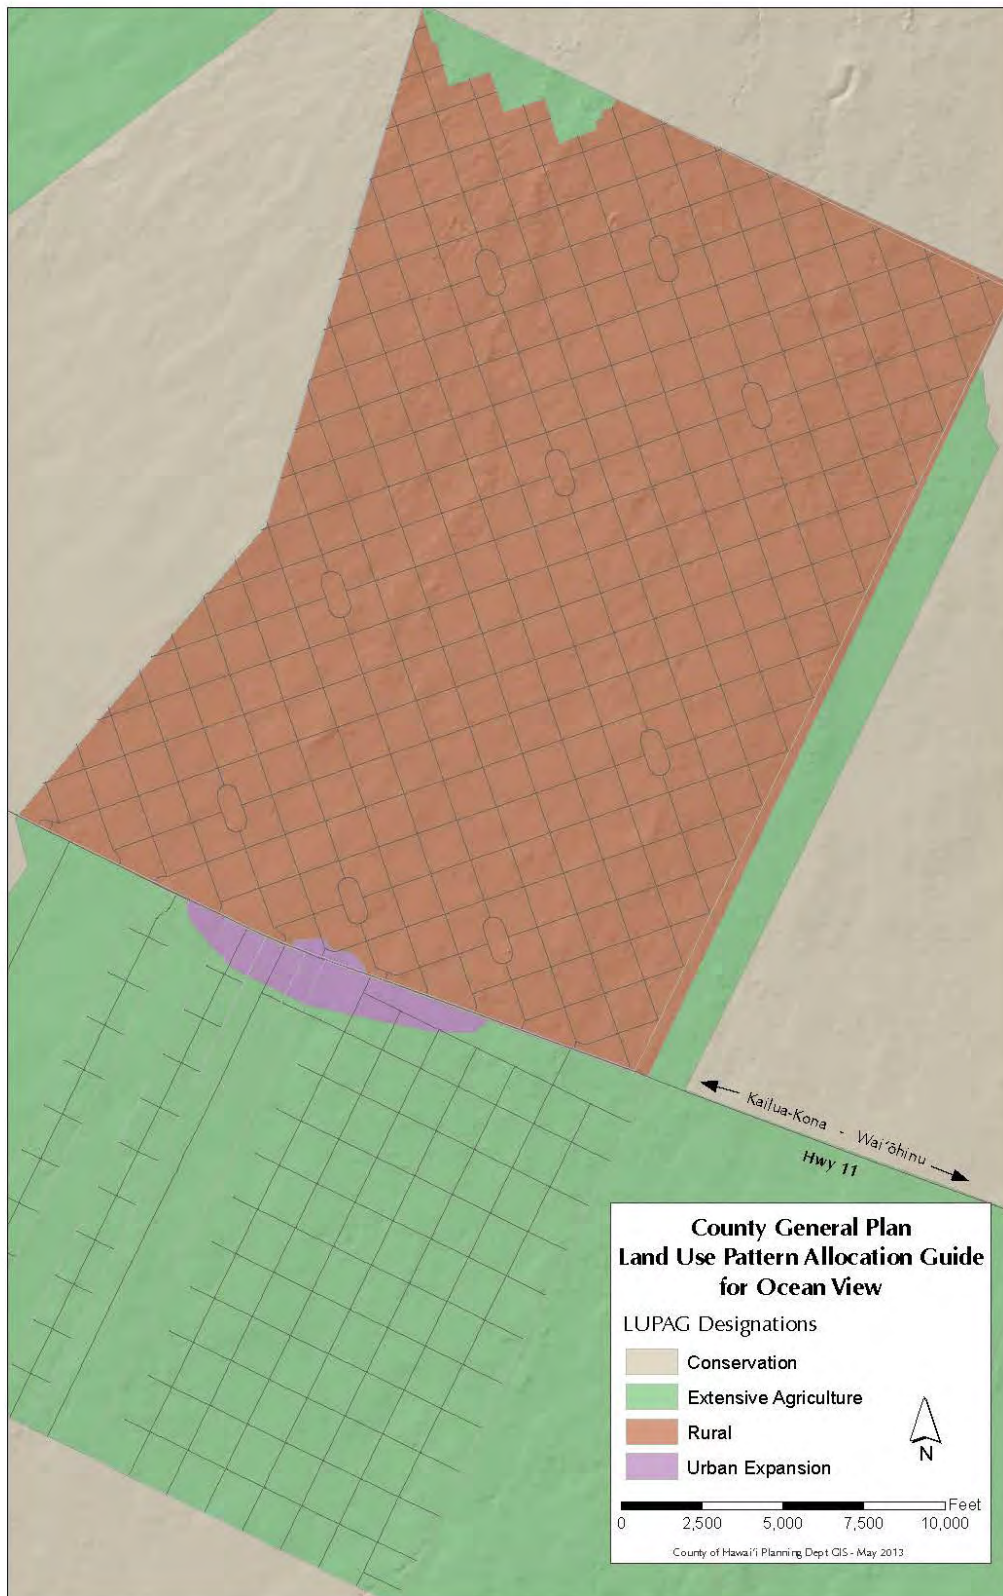 Kailua-Kona - Wai'ōhinu
Hwy 11
County General Plan
Land Use Pattern Allocation Guide
for Ocean View
LUPAG Designations
Conservation
Extensive Agriculture
Rural
Urban Expansion
N
Feet
0 2,500 5,000 7,500 10,000
County of Hawai'i Planning Dept GIS - May 2013